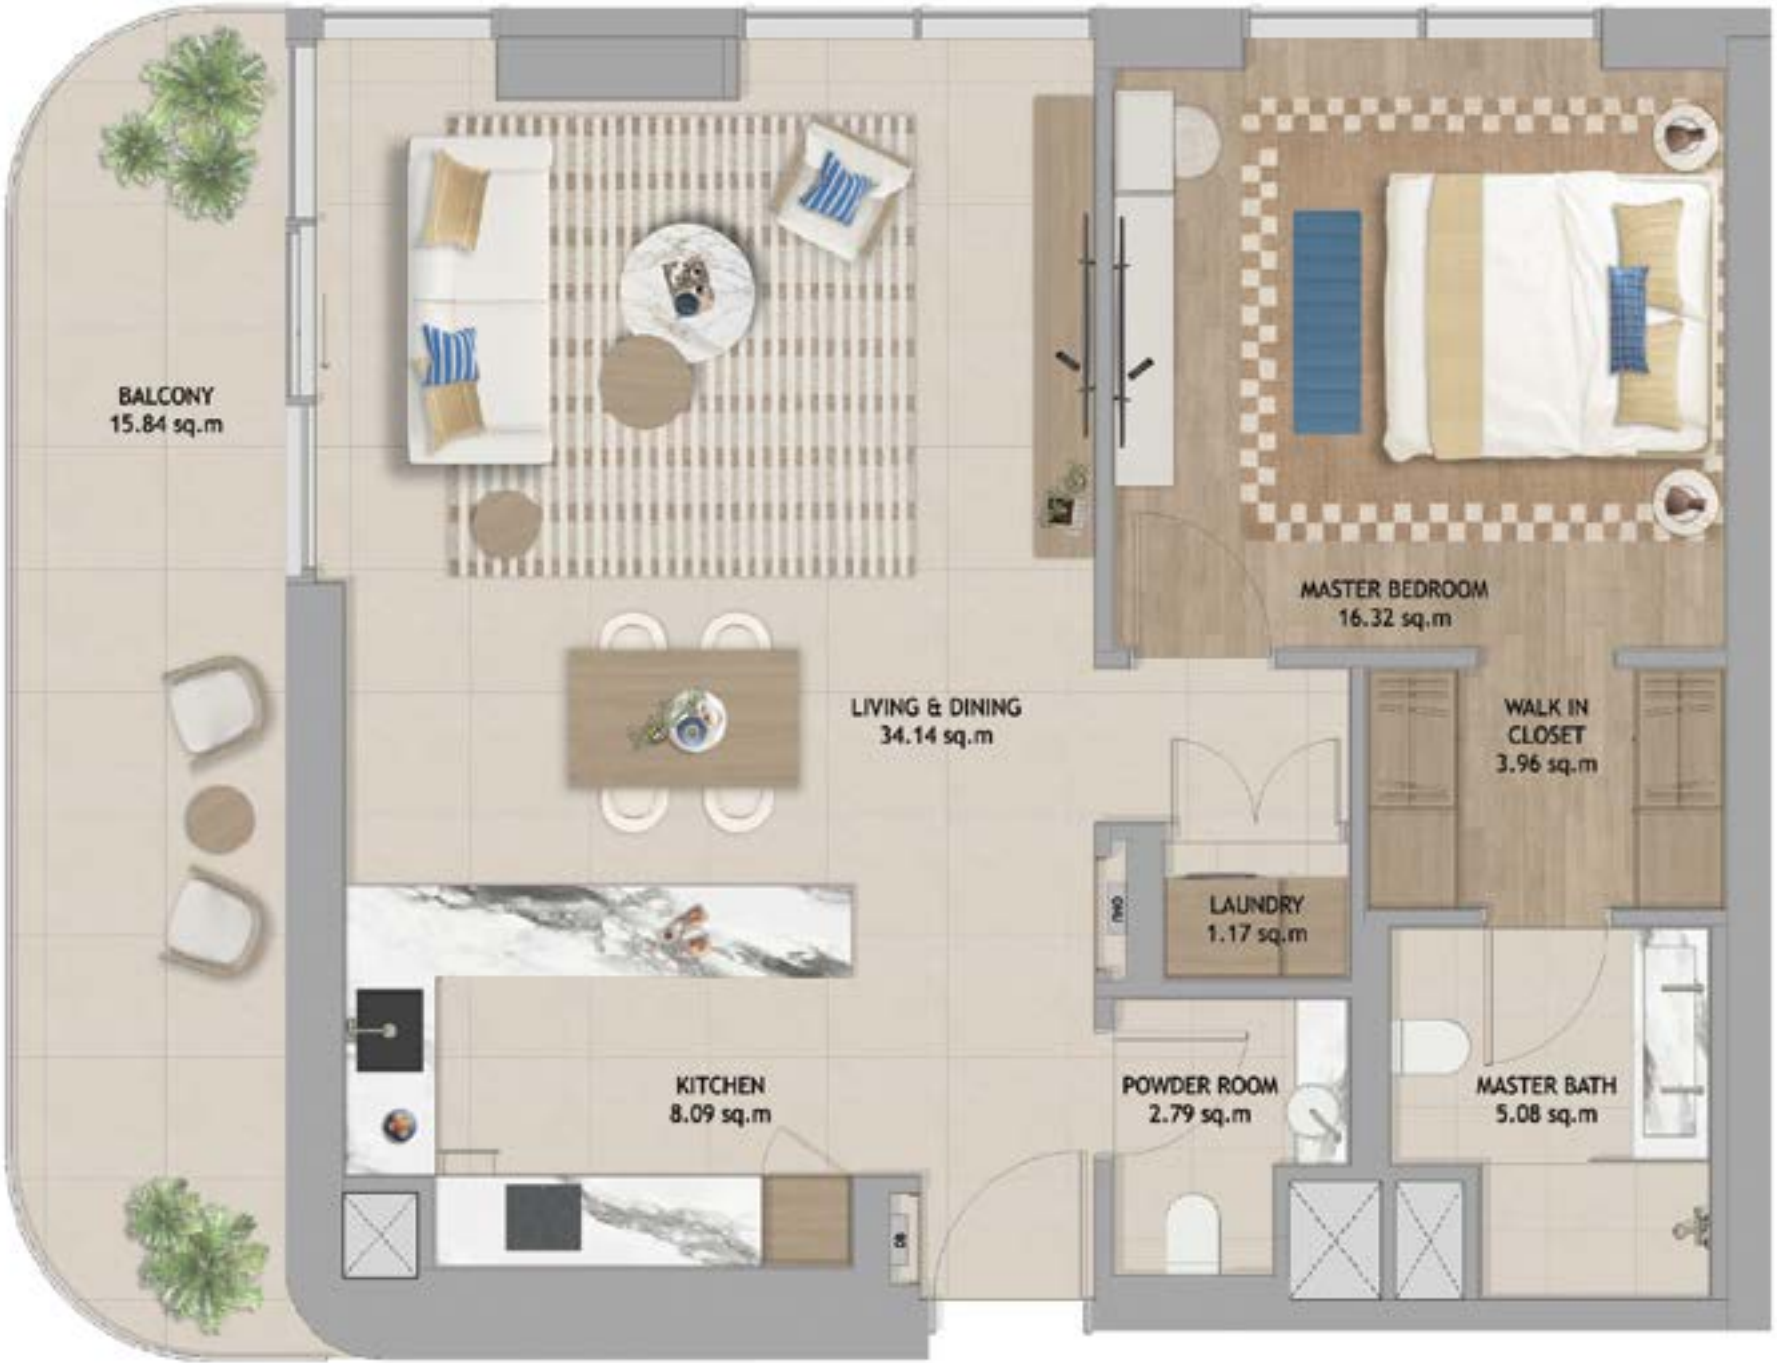 BALCONY
15.84 sq.m
MASTER BEDROOM
16.32 sq.m
LIVING & DINING
34.14 sq.m
WALK IN
CLOSET
3.96 sq.m
LAUNDRY
1.17 sq.m
KITCHEN
8.09 sq.m
POWDER ROOM
2.79 sq.m
MASTER BATH
5.08 sq.m